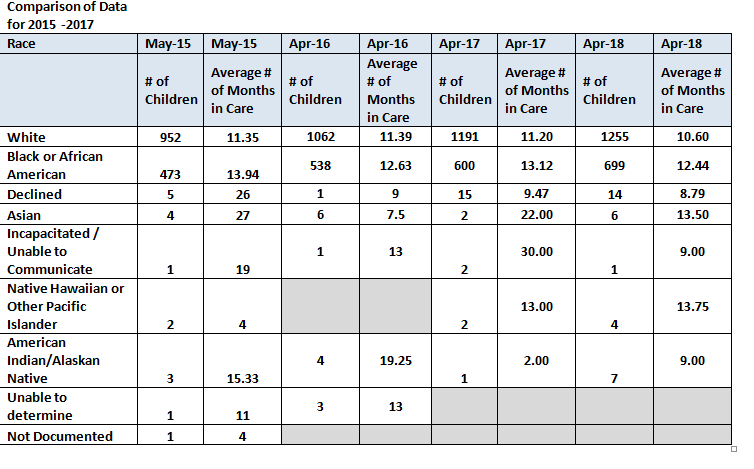 Comparison of Data
for 2015 -2017
Race May-15 May-15 Apr-16 Apr-16 Apr-17 Apr-17 Apr-18 Apr-18
# of Children Average # of Months in Care # of Children Average # of Months in Care # of Children Average # of Months in Care # of Children Average # of Months in Care
White 952 11.35 1062 11.39 1191 11.20 1255 10.60
Black or African
American 473 13.94 538 12.63 600 13.12 699 12.44
Declined 5 26 1 9 15 9.47 14 8.79
Asian 4 27 6 7.5 2 22.00 6 13.50
Incapacitated /
Unable to
Communicate 1 19 1 13 2 30.00 1 9.00
Native Hawaiian or
Other Pacific
Islander 2 4 2 13.00 4 13.75
American
Indian/Alaskan
Native 3 15.33 4 19.25 1 2.00 7 9.00
Unable to
determine 1 11 3 13
Not Documented 1 4